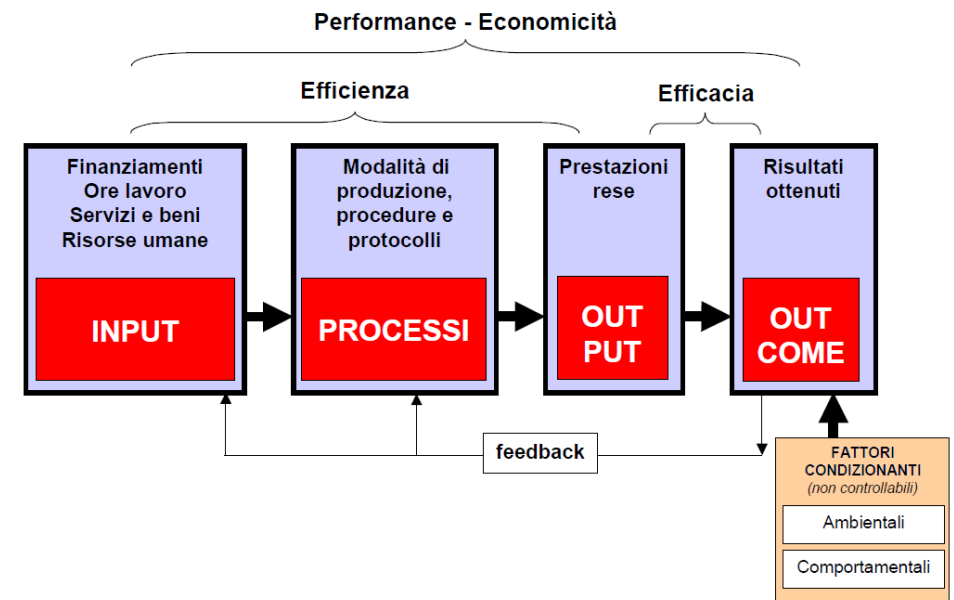 Performance - Economicità
Efficienza
Efficacia
Finanziamenti
Ore lavoro
Servizi e beni
Risorse umane
INPUT
Modalità di
produzione,
procedure e
protocolli
PROCESSI
Prestazioni
rese
OUT
PUT
Risultati
ottenuti
OUT
COME
feedback
FATTORI
CONDIZIONANTI
(non controllabili)
Ambientali
Comportamentali